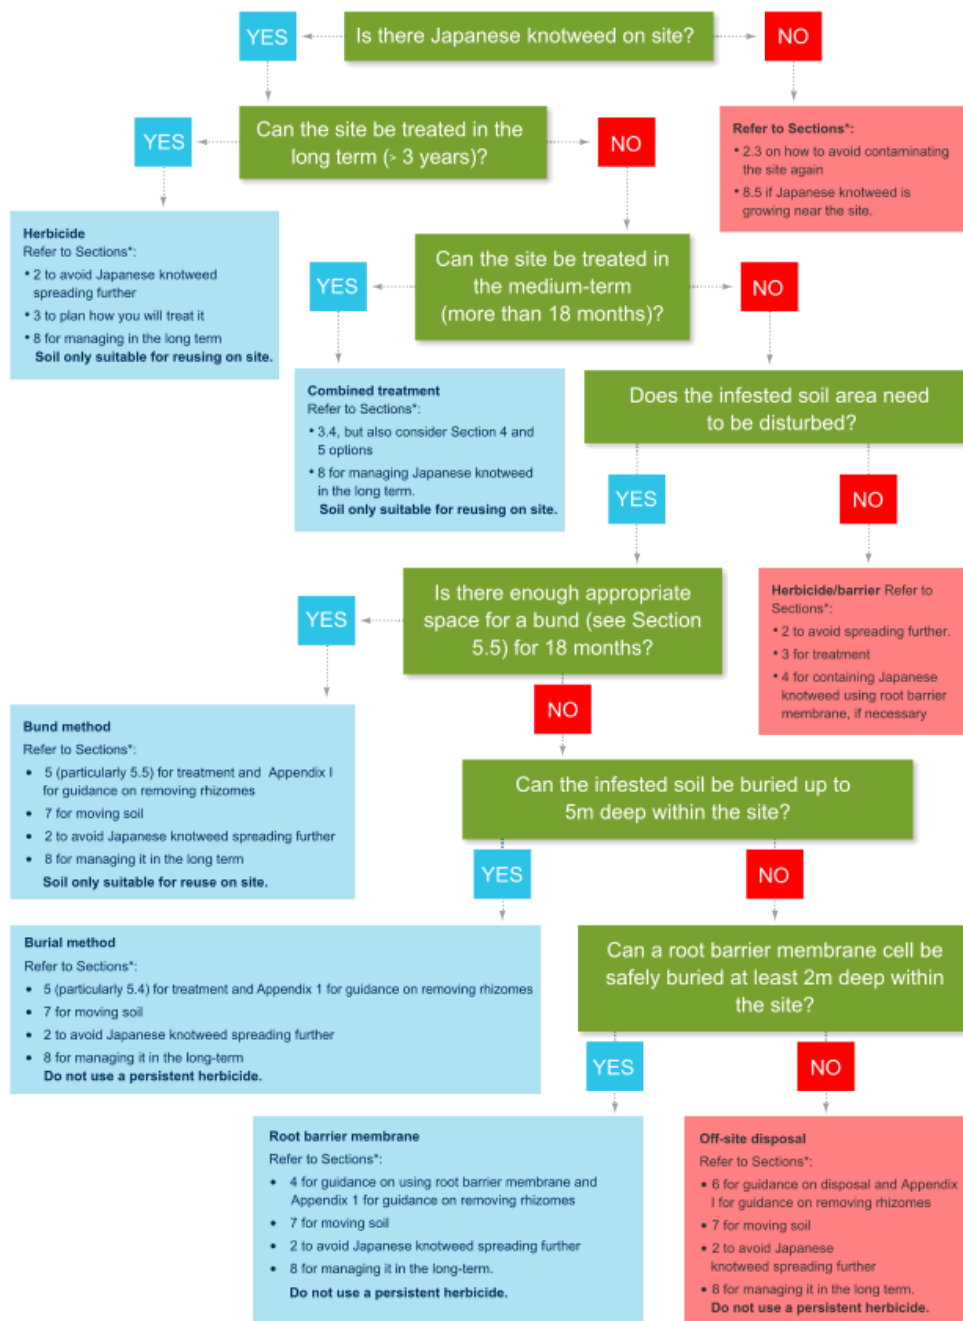 YES
Is there Japanese knotweed on site?
NO
YES
Can the site be treated in the
long term (> 3 years)?
NO
Refer to Sections*:
• 2.3 on how to avoid contaminating
the site again
• 8.5 if Japanese knotweed is
growing near the site.
Herbicide
Refer to Sections*:
• 2 to avoid Japanese knotweed
spreading further
• 3 to plan how you will treat it
• 8 for managing in the long term
Soil only suitable for reusing on site.
YES
Can the site be treated in
the medium-term
(more than 18 months)?
NO
Combined treatment
Refer to Sections*:
• 3.4, but also consider Section 4 and
5 options
• 8 for managing Japanese knotweed
in the long term.
Soil only suitable for reusing on site.
Does the infested soil area need
to be disturbed?
YES
NO
YES
Is there enough appropriate
space for a bund (see Section
5.5) for 18 months?
NO
Herbicide/barrier Refer to
Sections*:
• 2 to avoid spreading further.
• 3 for treatment
• 4 for containing Japanese
knotweed using root barrier
membrane, if necessary
Bund method
Refer to Sections*:
• 5 (particularly 5.5) for treatment and Appendix I
for guidance on removing rhizomes
• 7 for moving soil
• 2 to avoid Japanese knotweed spreading further
• 8 for managing it in the long term
Soil only suitable for reuse on site.
Can the infested soil be buried up to
5m deep within the site?
YES
NO
Burial method
Refer to Sections*:
• 5 (particularly 5.4) for treatment and Appendix 1 for guidance on removing rhizomes
• 7 for moving soil
• 2 to avoid Japanese knotweed spreading further
• 8 for managing it in the long-term
Do not use a persistent herbicide.
Can a root barrier membrane cell be
safely buried at least 2m deep within
the site?
YES
NO
Root barrier membrane
Refer to Sections*:
• 4 for guidance on using root barrier membrane and
Appendix 1 for guidance on removing rhizomes
• 7 for moving soil
• 2 to avoid Japanese knotweed spreading further
• 8 for managing it in the long-term.
Do not use a persistent herbicide.
Off-site disposal
Refer to Sections*:
• 6 for guidance on disposal and Appendix
I for guidance on removing rhizomes
• 7 for moving soil
• 2 to avoid Japanese
knotweed spreading further
• 8 for managing it in the long term.
Do not use a persistent herbicide.